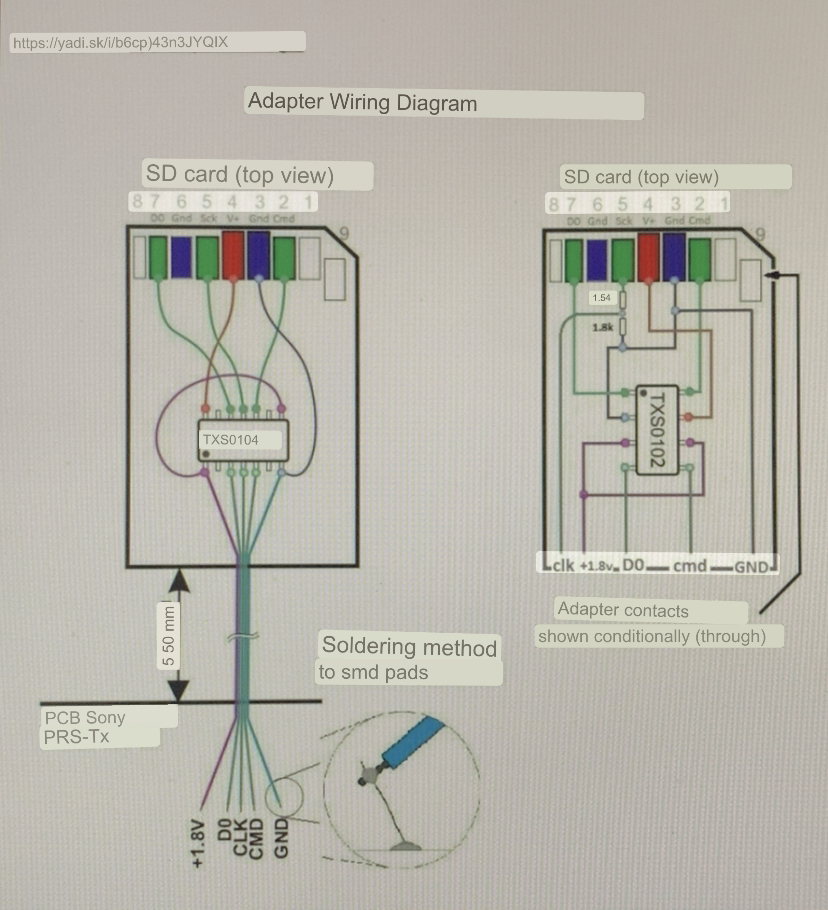 https://yadi.sk/i/b6cp)43n3JYQIX
Adapter Wiring Diagram
SD card (top view)
8 7 6 5 4 3 2 1
D0 Gnd Sck V+ Gnd Cmd
9
TXS0104
5 50 mm
PCB Sony
PRS-Tx
+1.8V
D0
CLK
CMD
GND
Soldering method
to smd pads
SD card (top view)
8 7 6 5 4 3 2 1
D0 Gnd Sck V+ Gnd Cmd
9
1.54
1.8k
TXS0102
clk +1.8v D0 cmd GND
Adapter contacts
shown conditionally (through)